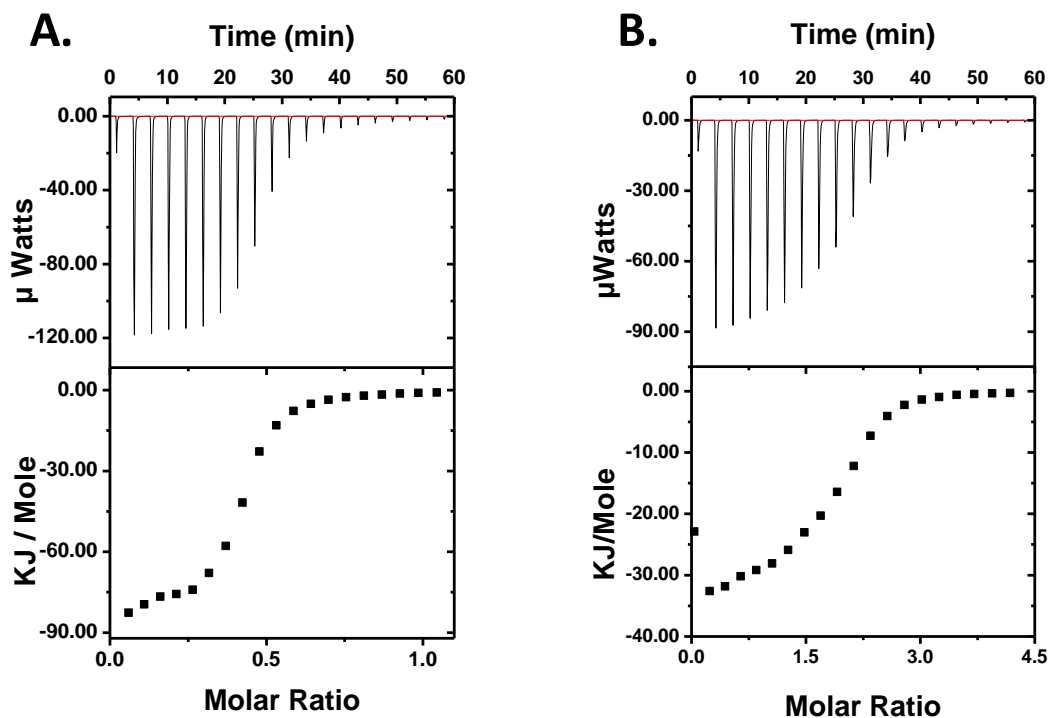 A.
Time (min)
0 10 20 30 40 50 60
0.00
-40.00
-80.00
-120.00
µ Watts
0.00
-30.00
-60.00
-90.00
KJ / Mole
0.0 0.5 1.0
Molar Ratio
B.
Time (min)
0 10 20 30 40 50 60
0.00
-30.00
-60.00
-90.00
µWatts
0.00
-10.00
-20.00
-30.00
-40.00
KJ/Mole
0.0 1.5 3.0 4.5
Molar Ratio